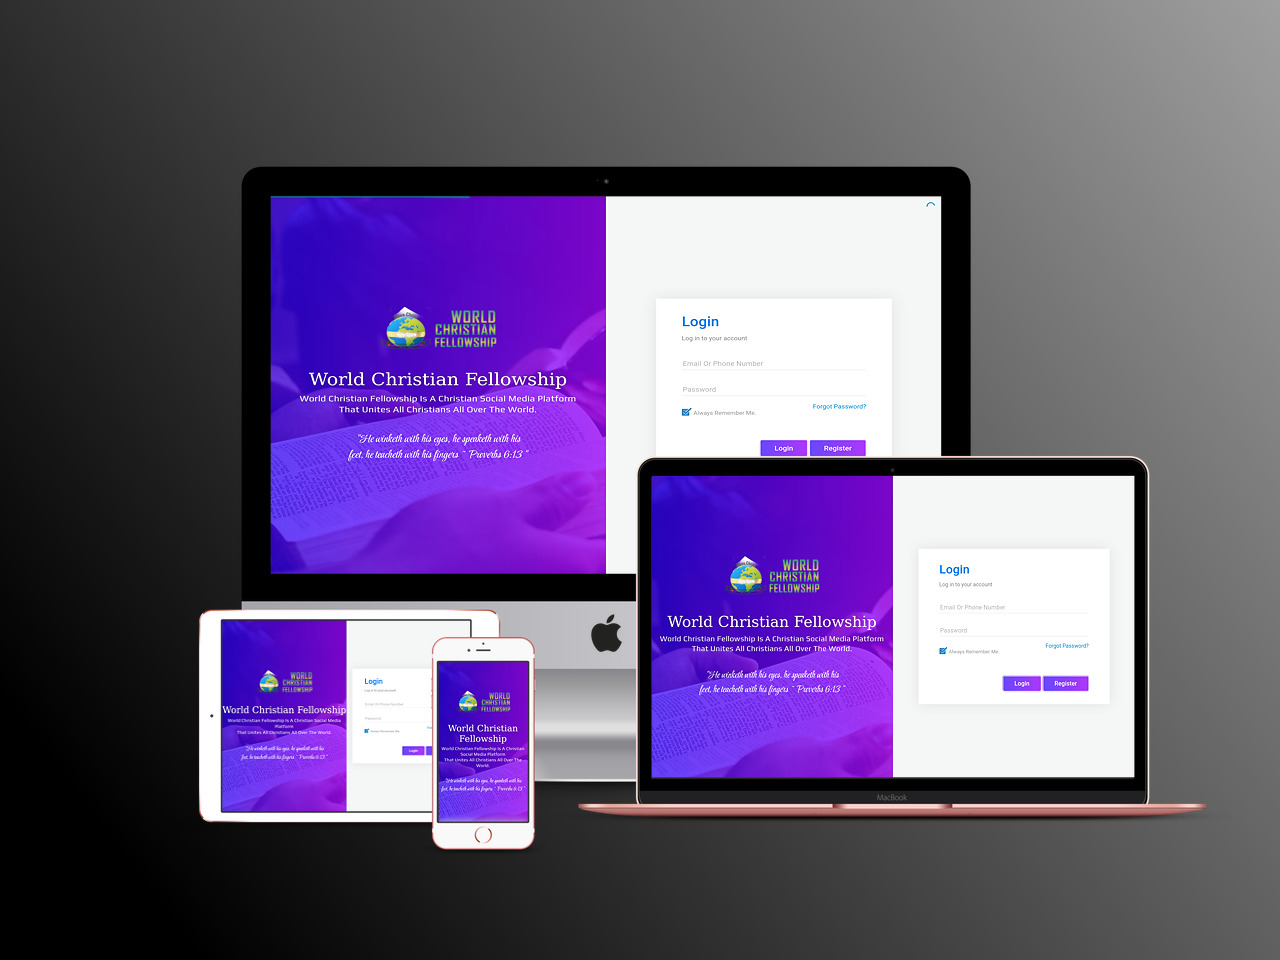 WORLD
CHRISTIAN
FELLOWSHIP
World Christian Fellowship
World Christian Fellowship Is A Christian Social Media Platform
That Unites All Christians All Over The World.
"He winketh with his eyes, he speaketh with his
feet, he teacheth with his fingers ~ " Proverbs 6:13 "
Login
Log in to your account
Email Or Phone Number
Password
Forgot Password?
Always Remember Me.
Login Register
WORLD
CHRISTIAN
FELLOWSHIP
World Christian Fellowship
World Christian Fellowship Is A Christian Social Media Platform
That Unites All Christians All Over The World.
"He winketh with his eyes, he speaketh with his
feet, he teacheth with his fingers ~ " Proverbs 6:13 "
Login
Log in to your account
Email Or Phone Number
Password
Forgot Password?
Always Remember Me.
Login Register
MacBook
WORLD
CHRISTIAN
FELLOWSHIP
World Christian Fellowship
World Christian Fellowship Is A Christian Social Media
Platform
That Unites All Christians All Over The World.
"He winketh with his eyes, he speaketh with his
feet, he teacheth with his fingers ~ " Proverbs 6:13 "
Login
Log in to your account
Email Or Phone Number
Password
Always Remember Me.
Login
WORLD
CHRISTIAN
FELLOWSHIP
World Christian
Fellowship
World Christian Fellowship Is A Christian
Social Media Platform
That Unites All Christians All Over The
World.
"He winketh with his eyes, he speaketh with his
feet, he teacheth with his fingers ~ " Proverbs 6:13 "